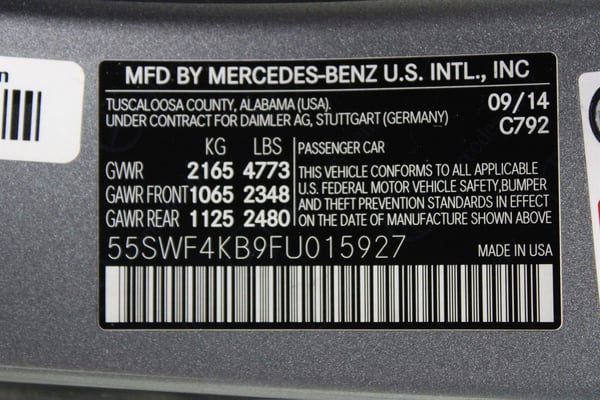 MFD BY MERCEDES-BENZ U.S. INTL., INC
TUSCALOOSA COUNTY, ALABAMA (USA).
UNDER CONTRACT FOR DAIMLER AG, STUTTGART (GERMANY)
09/14
C792
KG LBS
GVWR 2165 4773
GAWR FRONT 1065 2348
GAWR REAR 1125 2480
PASSENGER CAR
THIS VEHICLE CONFORMS TO ALL APPLICABLE
U.S. FEDERAL MOTOR VEHICLE SAFETY,BUMPER
AND THEFT PREVENTION STANDARDS IN EFFECT
ON THE DATE OF MANUFACTURE SHOWN ABOVE
55SWF4KB9FU015927
MADE IN USA